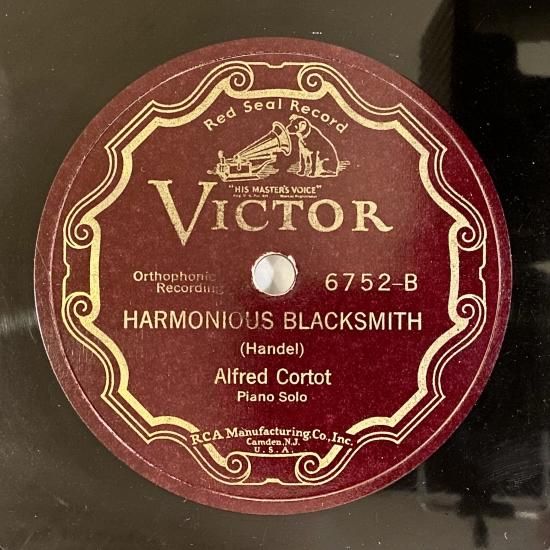 Red Seal Record
"HIS MASTER'S VOICE"
VICTOR
Orthophonic
Recording
6752-B
HARMONIOUS BLACKSMITH
(Handel)
Alfred Cortot
Piano Solo
RCA Manufacturing.Co., Inc.
Camden, N.J.
U.S.A.